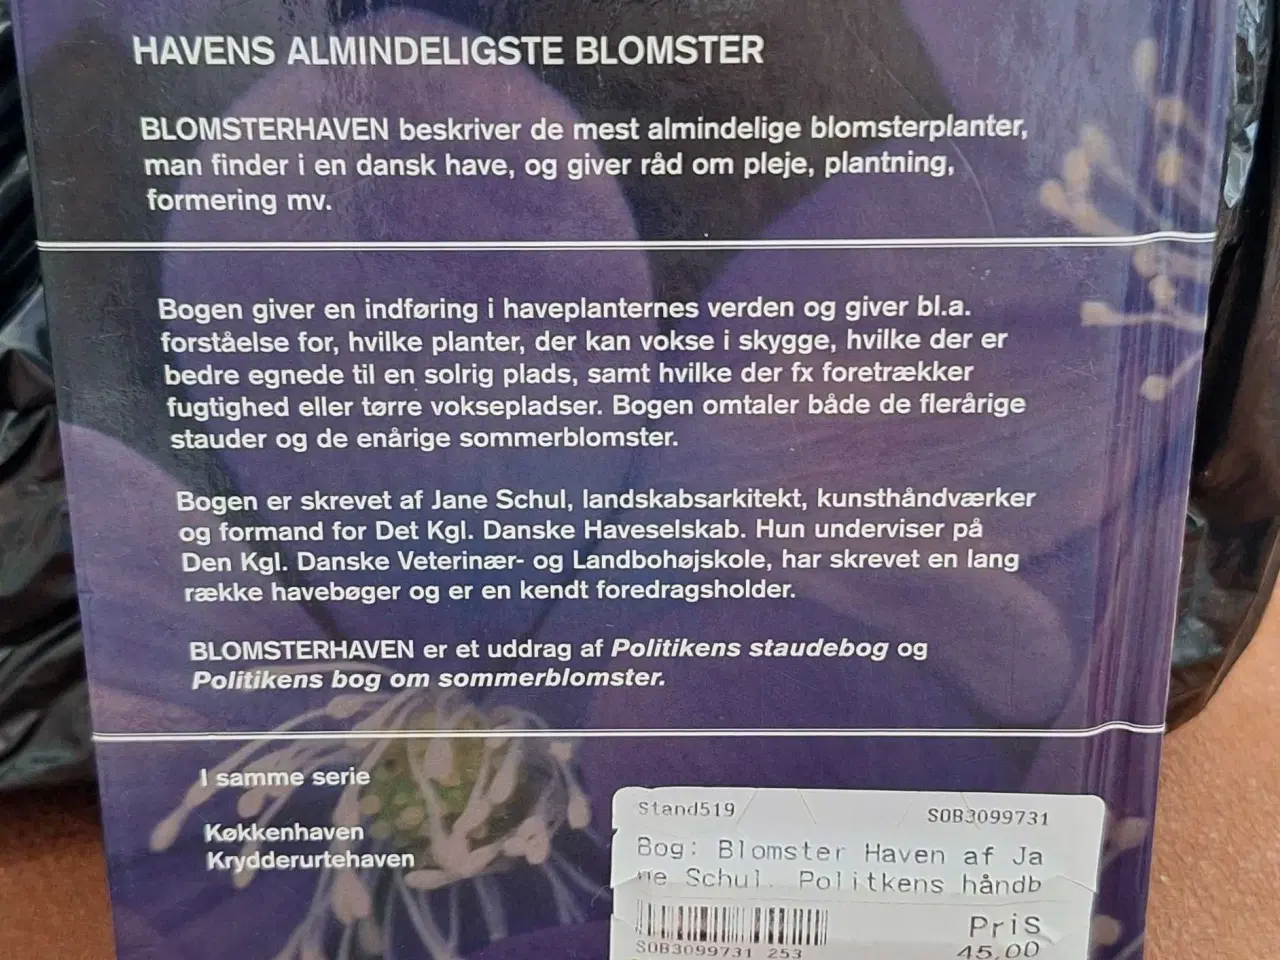 HAVENS ALMINDELIGSTE BLOMSTER
BLOMSTERHAVEN beskriver de mest almindelige blomsterplanter,
man finder i en dansk have, og giver råd om pleje, plantning,
formering mv.
Bogen giver en indføring i haveplanternes verden og giver bl.a.
forståelse for, hvilke planter, der kan vokse i skygge, hvilke der er
bedre egnede til en solrig plads, samt hvilke der fx foretrækker
fugtighed eller tørre voksepladser. Bogen omtaler både de flerårige
stauder og de enårige sommerblomster.
Bogen er skrevet af Jane Schul, landskabsarkitekt, kunsthåndværker
og formand for Det Kgl. Danske Haveselskab. Hun underviser på
Den Kgl. Danske Veterinær- og Landbohøjskole, har skrevet en lang
række havebøger og er en kendt foredragsholder.
BLOMSTERHAVEN er et uddrag af Politikens staudebog og
Politikens bog om sommerblomster.
I samme serie
Køkkenhaven
Krydderurtehaven
Stand519 SOB3099731
Bog: Blomster Haven af Ja
ne Schul. Politkens håndb
PriS
45,00
SOB3099731 253